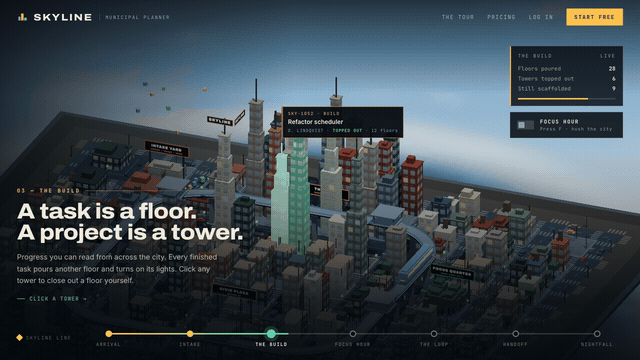 SKYLINE
MUNICIPAL PLANNER
THE TOUR
PRICING
LOG IN
START FREE
THE BUILD
LIVE
Floors poured 28
Towers topped out 6
Still scaffolded 9
FOCUS HOUR
Press F · hush the city
SKY-1052 · BUILD
Refactor scheduler
D. LINDQVIST · TOPPED OUT · 12 floors
SKYLINE
INTAKE YARD
FOCUS QUARTER
03 — THE BUILD
A task is a floor.
A project is a tower.
Progress you can read from across the city. Every finished
task pours another floor and turns on its lights. Click any
tower to close out a floor yourself.
CLICK A TOWER →
SKYLINE LINE
ARRIVAL
INTAKE
THE BUILD
FOCUS HOUR
THE LOOP
HANDOFF
NIGHTFALL